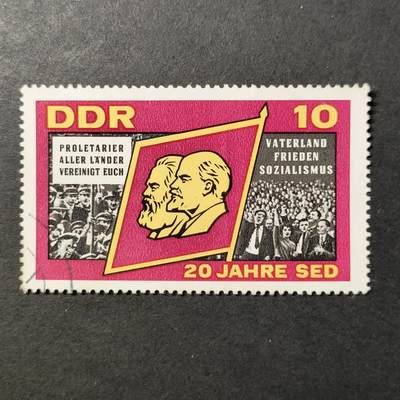 DDR 10
PROLETARIER
ALLER LÄNDER
VEREINIGT EUCH
VATERLAND
FRIEDEN
SOZIALISMUS
20 JAHRE SED